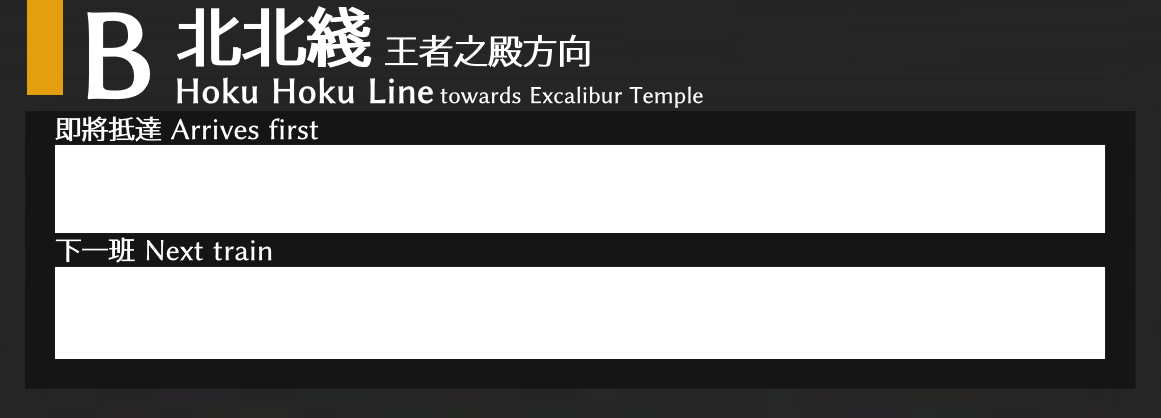 B
北北綫 王者之殿方向
Hoku Hoku Line towards Excalibur Temple
即將抵達 Arrives first
下一班 Next train